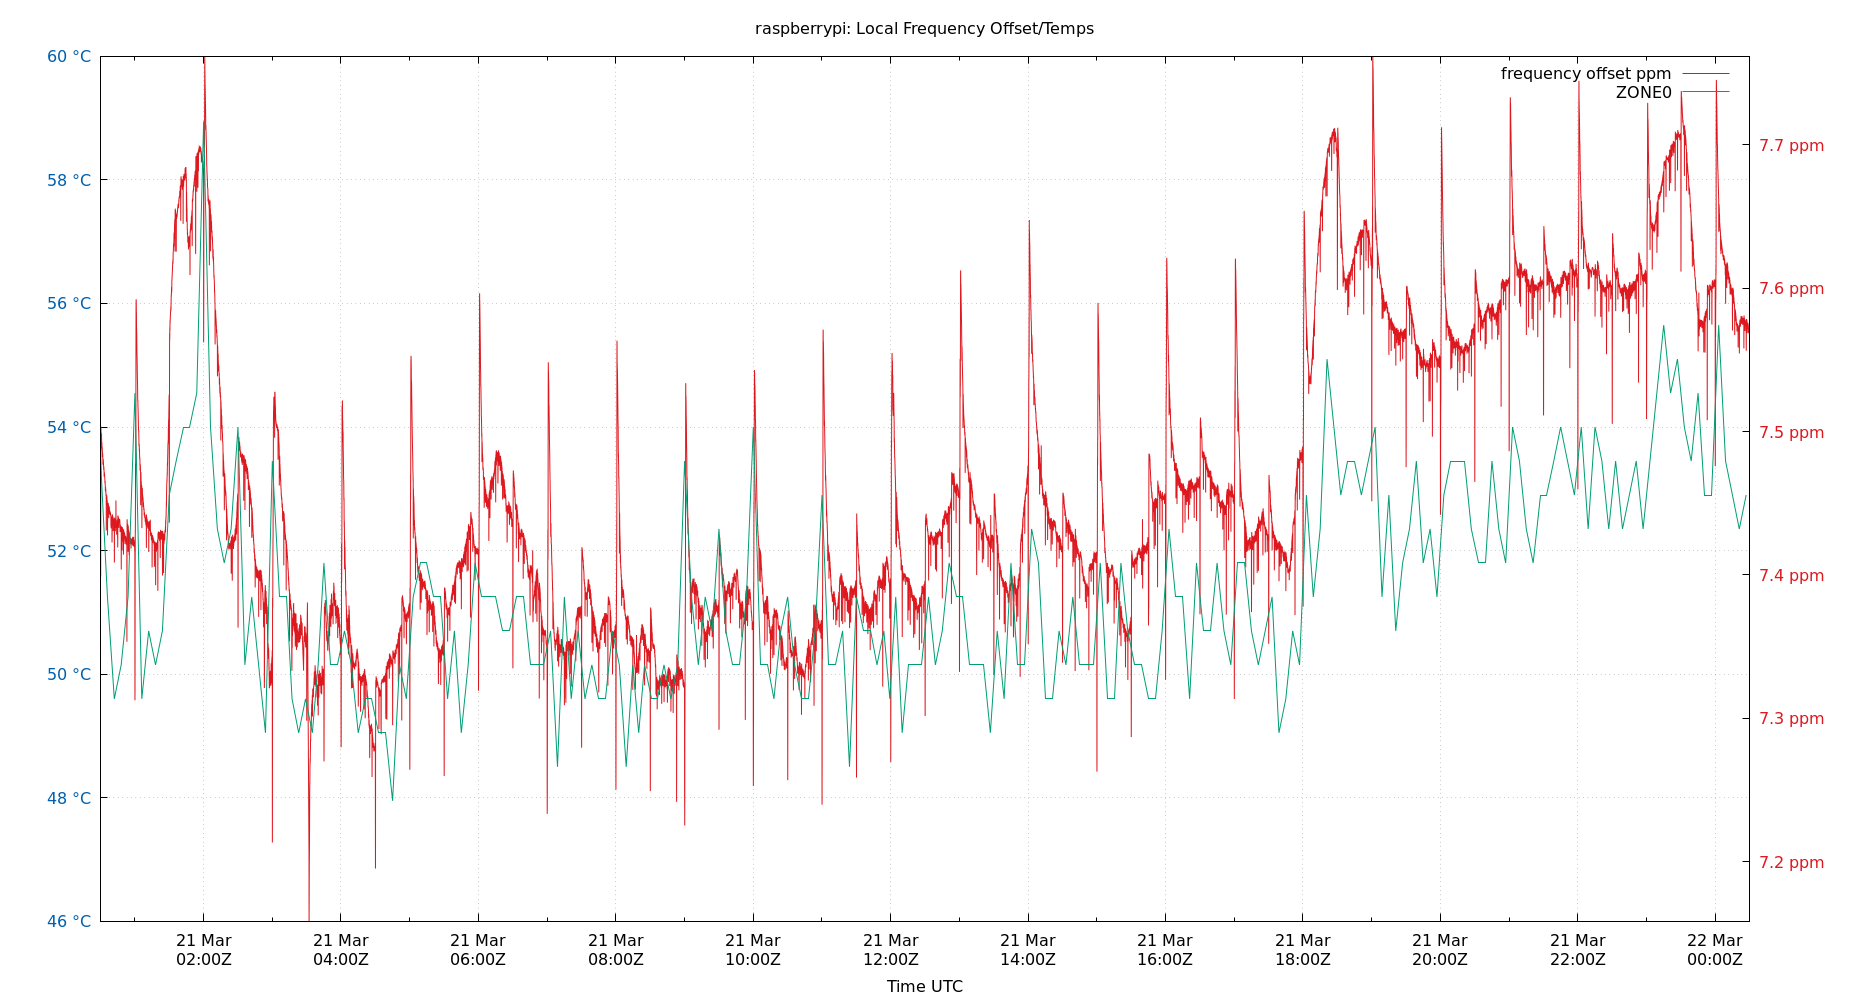 raspberrypi: Local Frequency Offset/Temps
60 °C
58 °C
56 °C
54 °C
52 °C
50 °C
48 °C
46 °C
frequency offset ppm
ZONE0
7.7 ppm
7.6 ppm
7.5 ppm
7.4 ppm
7.3 ppm
7.2 ppm
21 Mar
02:00Z
21 Mar
04:00Z
21 Mar
06:00Z
21 Mar
08:00Z
21 Mar
10:00Z
21 Mar
12:00Z
21 Mar
14:00Z
21 Mar
16:00Z
21 Mar
18:00Z
21 Mar
20:00Z
21 Mar
22:00Z
22 Mar
00:00Z
Time UTC